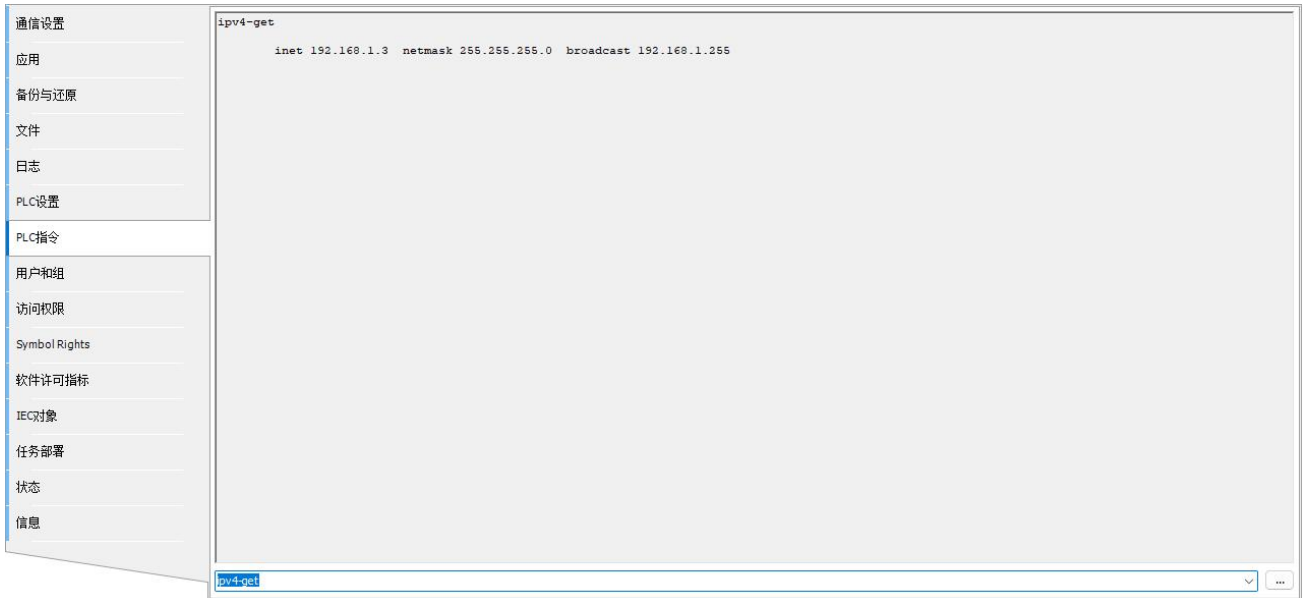 通信设置
应用
备份与还原
文件
日志
PLC设置
PLC指令
用户和组
访问权限
Symbol Rights
软件许可指标
IEC对象
任务部署
状态
信息
ipv4-get
inet 192.168.1.3 netmask 255.255.255.0 broadcast 192.168.1.255
ipv4-get
...